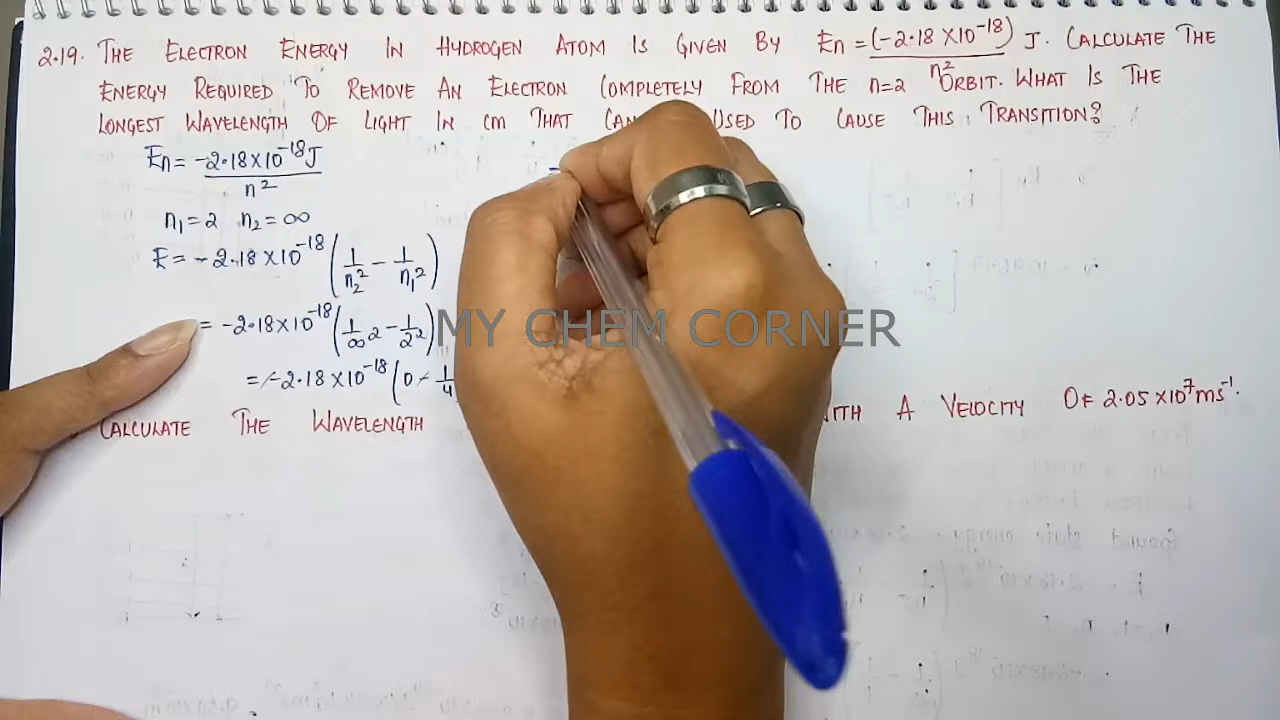 2.19. THE ELECTRON ENERGY IN HYDROGEN ATOM IS GIVEN BY En = (-2.18 X10⁻¹⁸) / n² J. CALCULATE THE
ENERGY REQUIRED TO REMOVE AN ELECTRON COMPLETELY FROM THE n=2 ORBIT. WHAT IS THE
LONGEST WAVELENGTH OF LIGHT IN CM THAT CAN USED TO CAUSE THIS TRANSITION?
En = -2.18X10⁻¹⁸J / n²
n₁=2 n₂=∞
E = -2.18 X10⁻¹⁸ (1/n₂² - 1/n₁²)
= -2.18X10⁻¹⁸ (1/∞² - 1/2²)
= -2.18 X10⁻¹⁸ (0 - 1/4
MY CHEM CORNER
CALCULATE THE WAVELENGTH WITH A VELOCITY OF 2.05 X10⁷ms⁻¹.